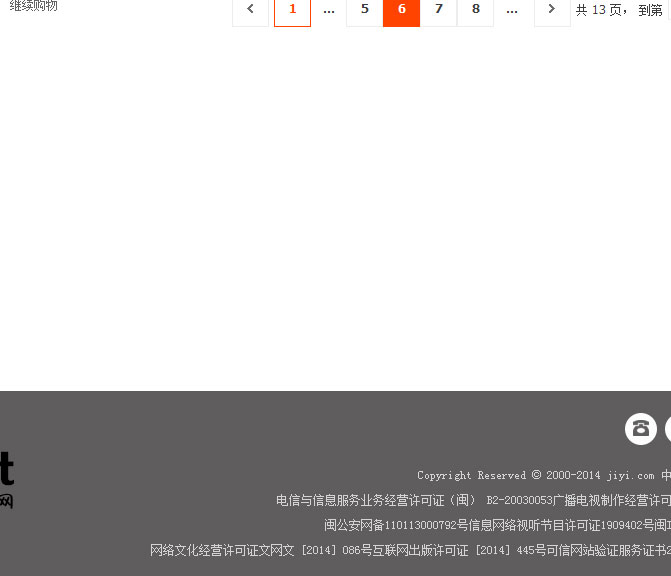 继续购物
1 ... 5 6 7 8 ... 共 13 页， 到第
t
网
Copyright Reserved © 2000-2014 jiyi.com 中
电信与信息服务业务经营许可证（闽） B2-20030053广播电视制作经营许可
闽公安网备110113000792号信息网络视听节目许可证1909402号闽I
网络文化经营许可证文网文［2014］086号互联网出版许可证［2014］445号可信网站验证服务证书2